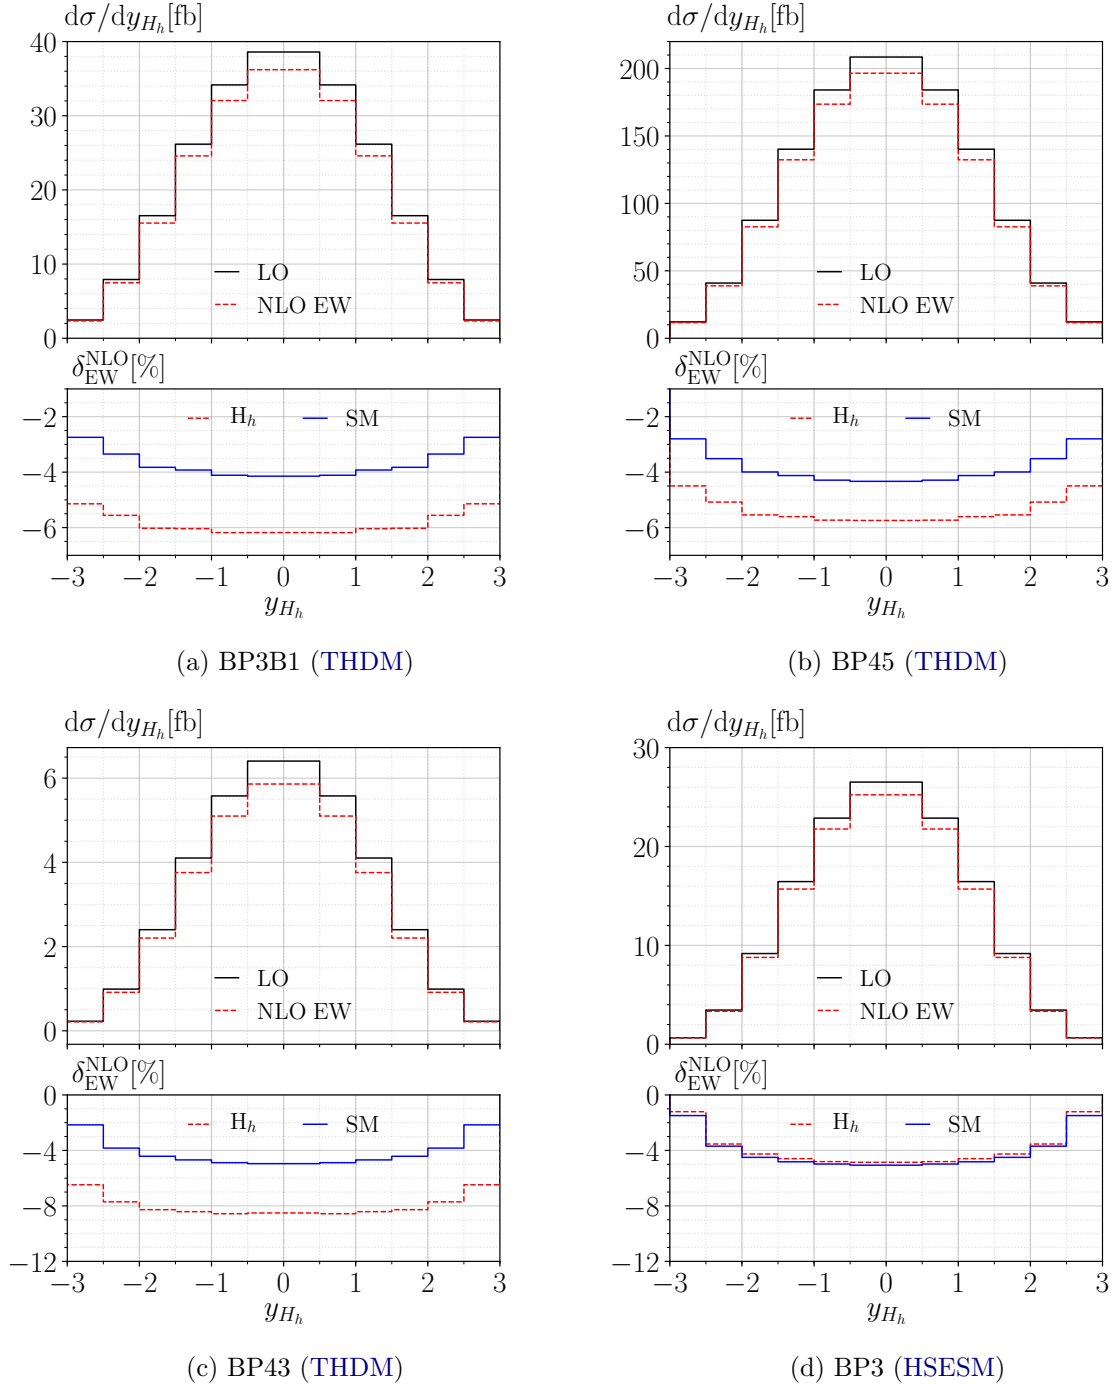 dσ/dy_{H_h}[fb]
40
30
20
10
0
LO
NLO EW
δ_{EW}^{NLO}[%]
−2
−4
−6
H_h
SM
−3 −2 −1 0 1 2 3
y_{H_h}
(a) BP3B1 (THDM)
dσ/dy_{H_h}[fb]
200
150
100
50
0
LO
NLO EW
δ_{EW}^{NLO}[%]
−2
−4
−6
H_h
SM
−3 −2 −1 0 1 2 3
y_{H_h}
(b) BP45 (THDM)
dσ/dy_{H_h}[fb]
6
4
2
0
LO
NLO EW
δ_{EW}^{NLO}[%]
0
−4
−8
−12
H_h
SM
−3 −2 −1 0 1 2 3
y_{H_h}
(c) BP43 (THDM)
dσ/dy_{H_h}[fb]
30
20
10
0
LO
NLO EW
δ_{EW}^{NLO}[%]
0
−4
−8
−12
H_h
SM
−3 −2 −1 0 1 2 3
y_{H_h}
(d) BP3 (HSESM)